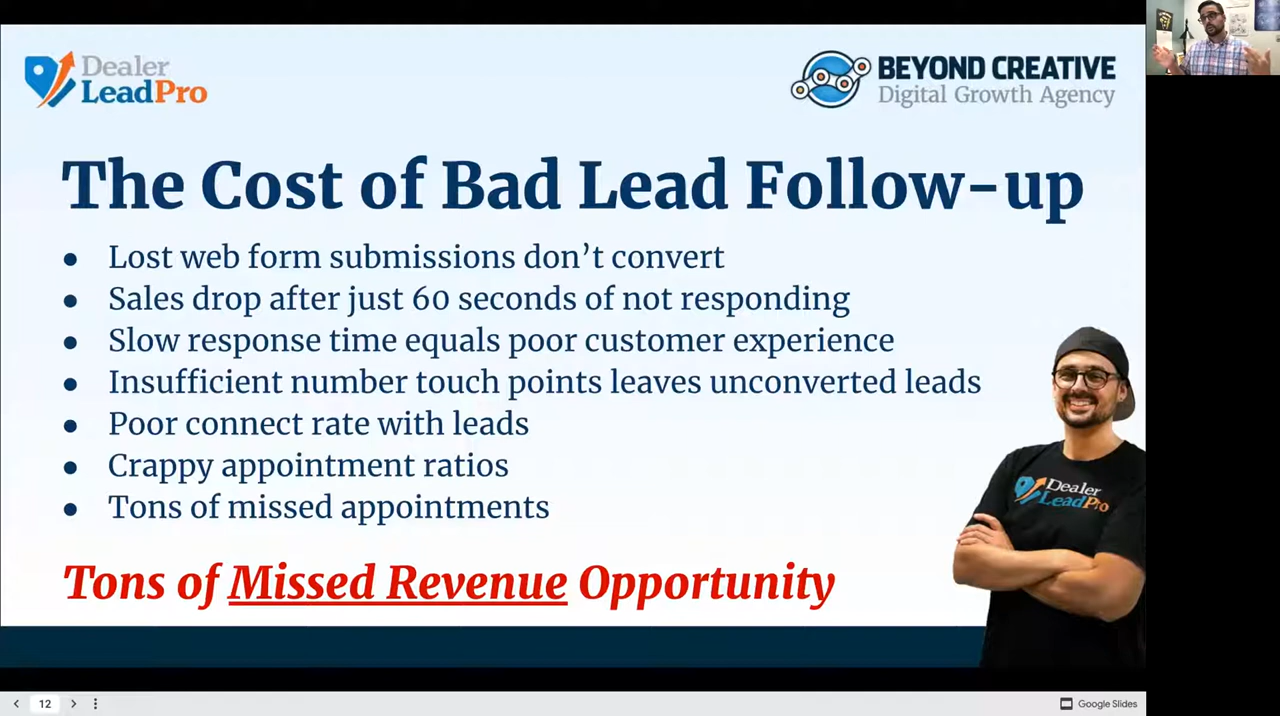 Dealer
LeadPro
BEYOND CREATIVE
Digital Growth Agency
The Cost of Bad Lead Follow-up
● Lost web form submissions don’t convert
● Sales drop after just 60 seconds of not responding
● Slow response time equals poor customer experience
● Insufficient number touch points leaves unconverted leads
● Poor connect rate with leads
● Crappy appointment ratios
● Tons of missed appointments
Dealer
LeadPro
Tons of Missed Revenue Opportunity
12
Google Slides